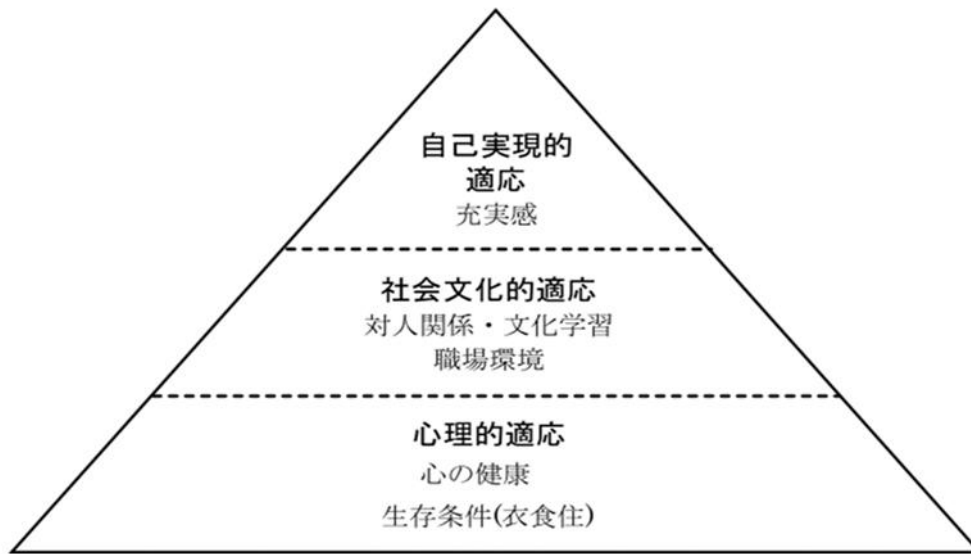 自己実現的
適応
充実感
社会文化的適応
対人関係・文化学習
職場環境
心理的適応
心の健康
生存条件(衣食住)